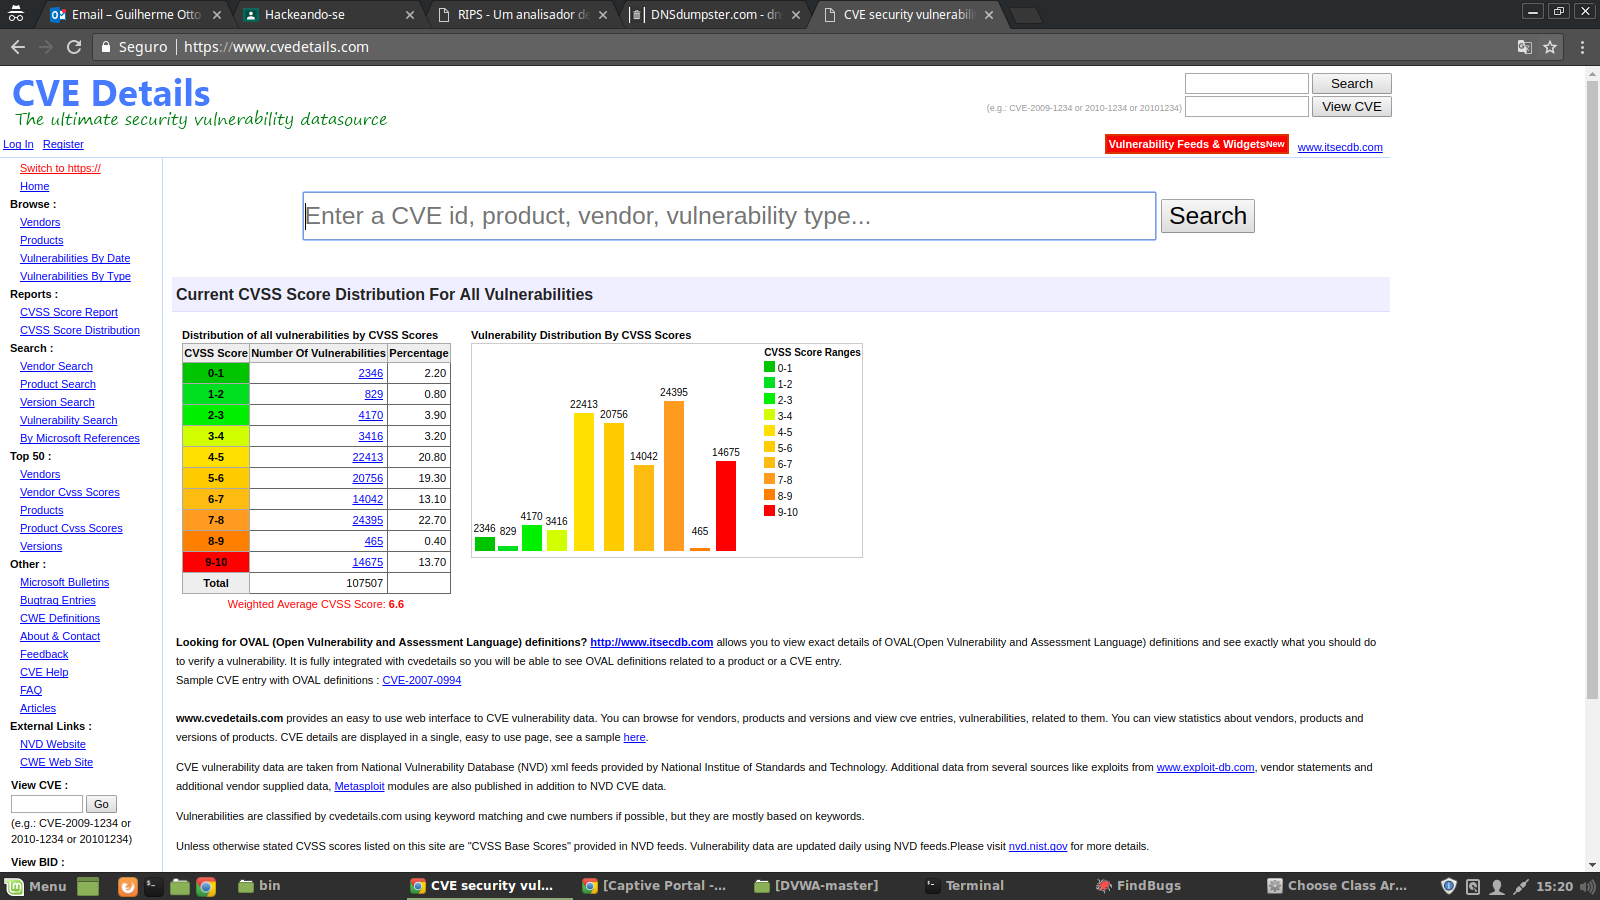 Email – Guilherme Otto
Hackeando-se
RIPS - Um analisador de
DNSdumpster.com - dns
CVE security vulnerabili
Seguro
https://www.cvedetails.com
CVE Details
The ultimate security vulnerability datasource
Search
(e.g.: CVE-2009-1234 or 2010-1234 or 20101234)
View CVE
Log In Register
Vulnerability Feeds & WidgetsNew
www.itsecdb.com
Switch to https://
Home
Browse :
Vendors
Products
Vulnerabilities By Date
Vulnerabilities By Type
Reports :
CVSS Score Report
CVSS Score Distribution
Search :
Vendor Search
Product Search
Version Search
Vulnerability Search
By Microsoft References
Top 50 :
Vendors
Vendor Cvss Scores
Products
Product Cvss Scores
Versions
Other :
Microsoft Bulletins
Bugtraq Entries
CWE Definitions
About & Contact
Feedback
CVE Help
FAQ
Articles
External Links :
NVD Website
CWE Web Site
View CVE :
Go
(e.g.: CVE-2009-1234 or
2010-1234 or 20101234)
View BID :
Enter a CVE id, product, vendor, vulnerability type...
Search
Current CVSS Score Distribution For All Vulnerabilities
Distribution of all vulnerabilities by CVSS Scores
CVSS Score Number Of Vulnerabilities Percentage
0-1 2346 2.20
1-2 829 0.80
2-3 4170 3.90
3-4 3416 3.20
4-5 22413 20.80
5-6 20756 19.30
6-7 14042 13.10
7-8 24395 22.70
8-9 465 0.40
9-10 14675 13.70
Total 107507
Weighted Average CVSS Score: 6.6
Vulnerability Distribution By CVSS Scores
2346
829
4170
3416
22413
20756
14042
24395
465
14675
CVSS Score Ranges
0-1
1-2
2-3
3-4
4-5
5-6
6-7
7-8
8-9
9-10
Looking for OVAL (Open Vulnerability and Assessment Language) definitions? http://www.itsecdb.com allows you to view exact details of OVAL(Open Vulnerability and Assessment Language) definitions and see exactly what you should do
to verify a vulnerability. It is fully integrated with cvedetails so you will be able to see OVAL definitions related to a product or a CVE entry.
Sample CVE entry with OVAL definitions : CVE-2007-0994
www.cvedetails.com provides an easy to use web interface to CVE vulnerability data. You can browse for vendors, products and versions and view cve entries, vulnerabilities, related to them. You can view statistics about vendors, products and
versions of products. CVE details are displayed in a single, easy to use page, see a sample here.
CVE vulnerability data are taken from National Vulnerability Database (NVD) xml feeds provided by National Institue of Standards and Technology. Additional data from several sources like exploits from www.exploit-db.com, vendor statements and
additional vendor supplied data, Metasploit modules are also published in addition to NVD CVE data.
Vulnerabilities are classified by cvedetails.com using keyword matching and cwe numbers if possible, but they are mostly based on keywords.
Unless otherwise stated CVSS scores listed on this site are "CVSS Base Scores" provided in NVD feeds. Vulnerability data are updated daily using NVD feeds.Please visit nvd.nist.gov for more details.
Menu
bin
CVE security vul...
[Captive Portal -...
[DVWA-master]
Terminal
FindBugs
Choose Class Ar...
15:20